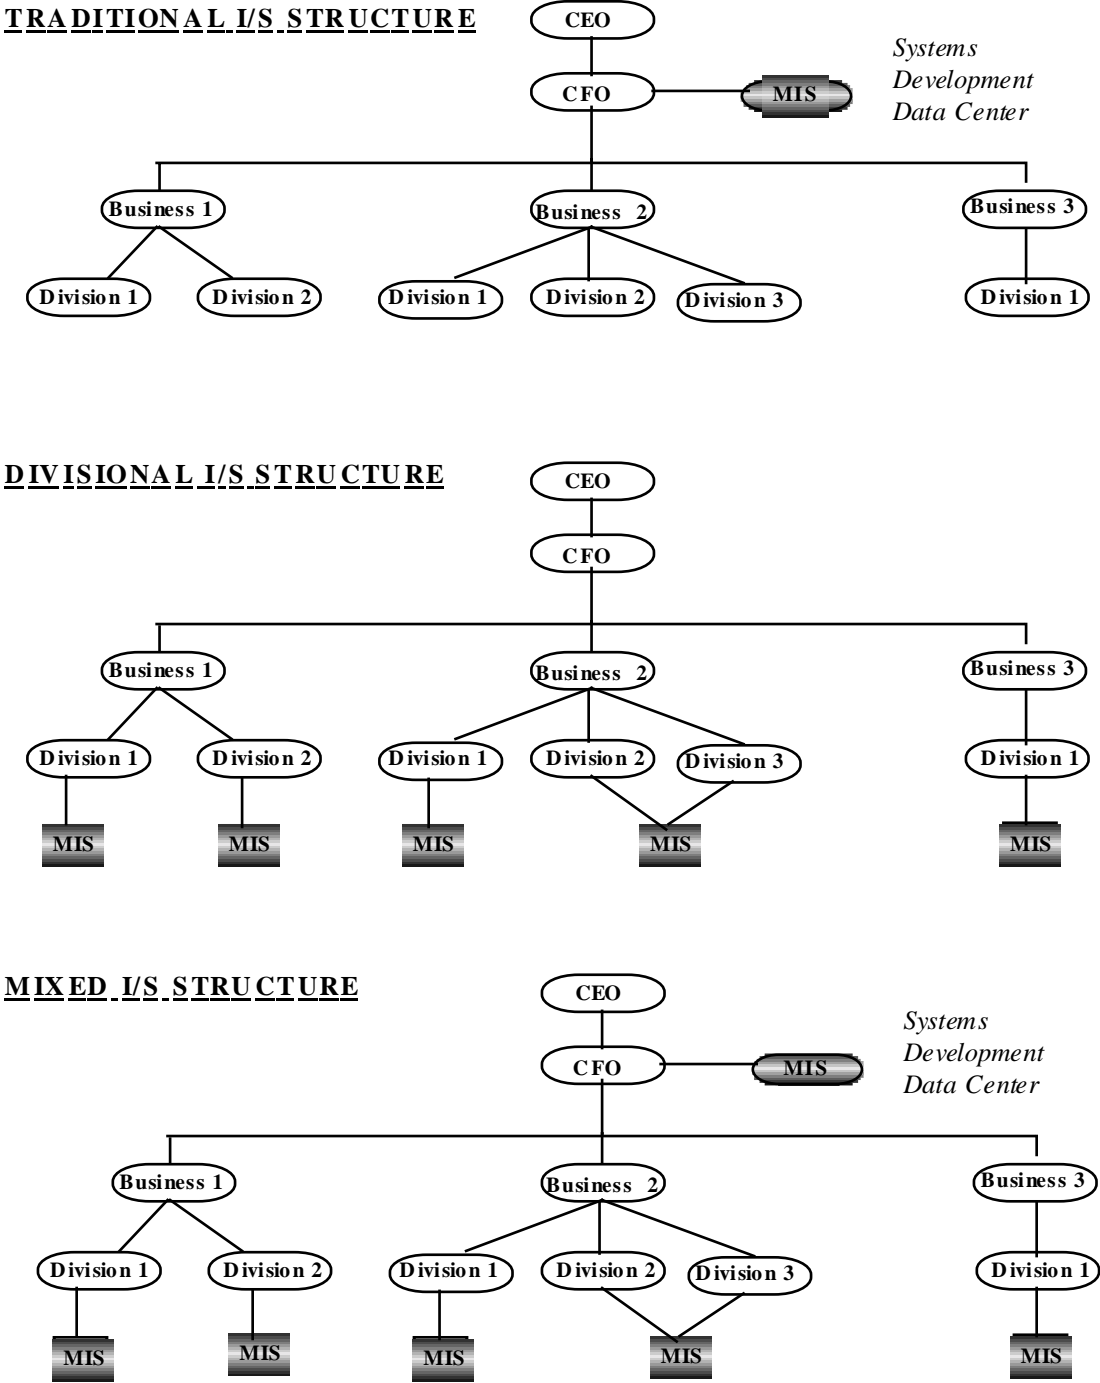 TRADITIONAL I/S STRUCTURE
CEO
Systems
Development
Data Center
CFO
MIS
Business 1
Business 2
Business 3
Division 1
Division 2
Division 1
Division 2
Division 3
Division 1
DIVISIONAL I/S STRUCTURE
CEO
CFO
Business 1
Business 2
Business 3
Division 1
Division 2
Division 1
Division 2
Division 3
Division 1
MIS
MIS
MIS
MIS
MIS
MIXED I/S STRUCTURE
CEO
Systems
Development
Data Center
CFO
MIS
Business 1
Business 2
Business 3
Division 1
Division 2
Division 1
Division 2
Division 3
Division 1
MIS
MIS
MIS
MIS
MIS